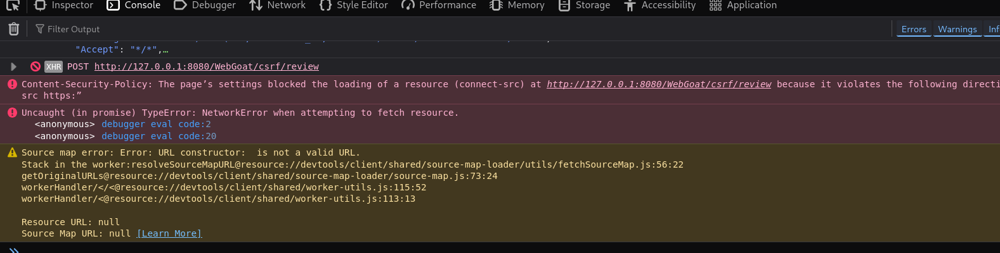 Inspector Console Debugger Network Style Editor Performance Memory Storage Accessibility Application
Filter Output Errors Warnings Inf
"Accept": "*/*",…
XHR POST http://127.0.0.1:8080/WebGoat/csrf/review
Content-Security-Policy: The page’s settings blocked the loading of a resource (connect-src) at http://127.0.0.1:8080/WebGoat/csrf/review because it violates the following directi
src https:”
Uncaught (in promise) TypeError: NetworkError when attempting to fetch resource.
<anonymous> debugger eval code:2
<anonymous> debugger eval code:20
Source map error: Error: URL constructor:  is not a valid URL.
Stack in the worker:resolveSourceMapURL@resource://devtools/client/shared/source-map-loader/utils/fetchSourceMap.js:56:22
getOriginalURLs@resource://devtools/client/shared/source-map-loader/source-map.js:73:24
workerHandler/</<@resource://devtools/client/shared/worker-utils.js:115:52
workerHandler/<@resource://devtools/client/shared/worker-utils.js:113:13
Resource URL: null
Source Map URL: null [Learn More]